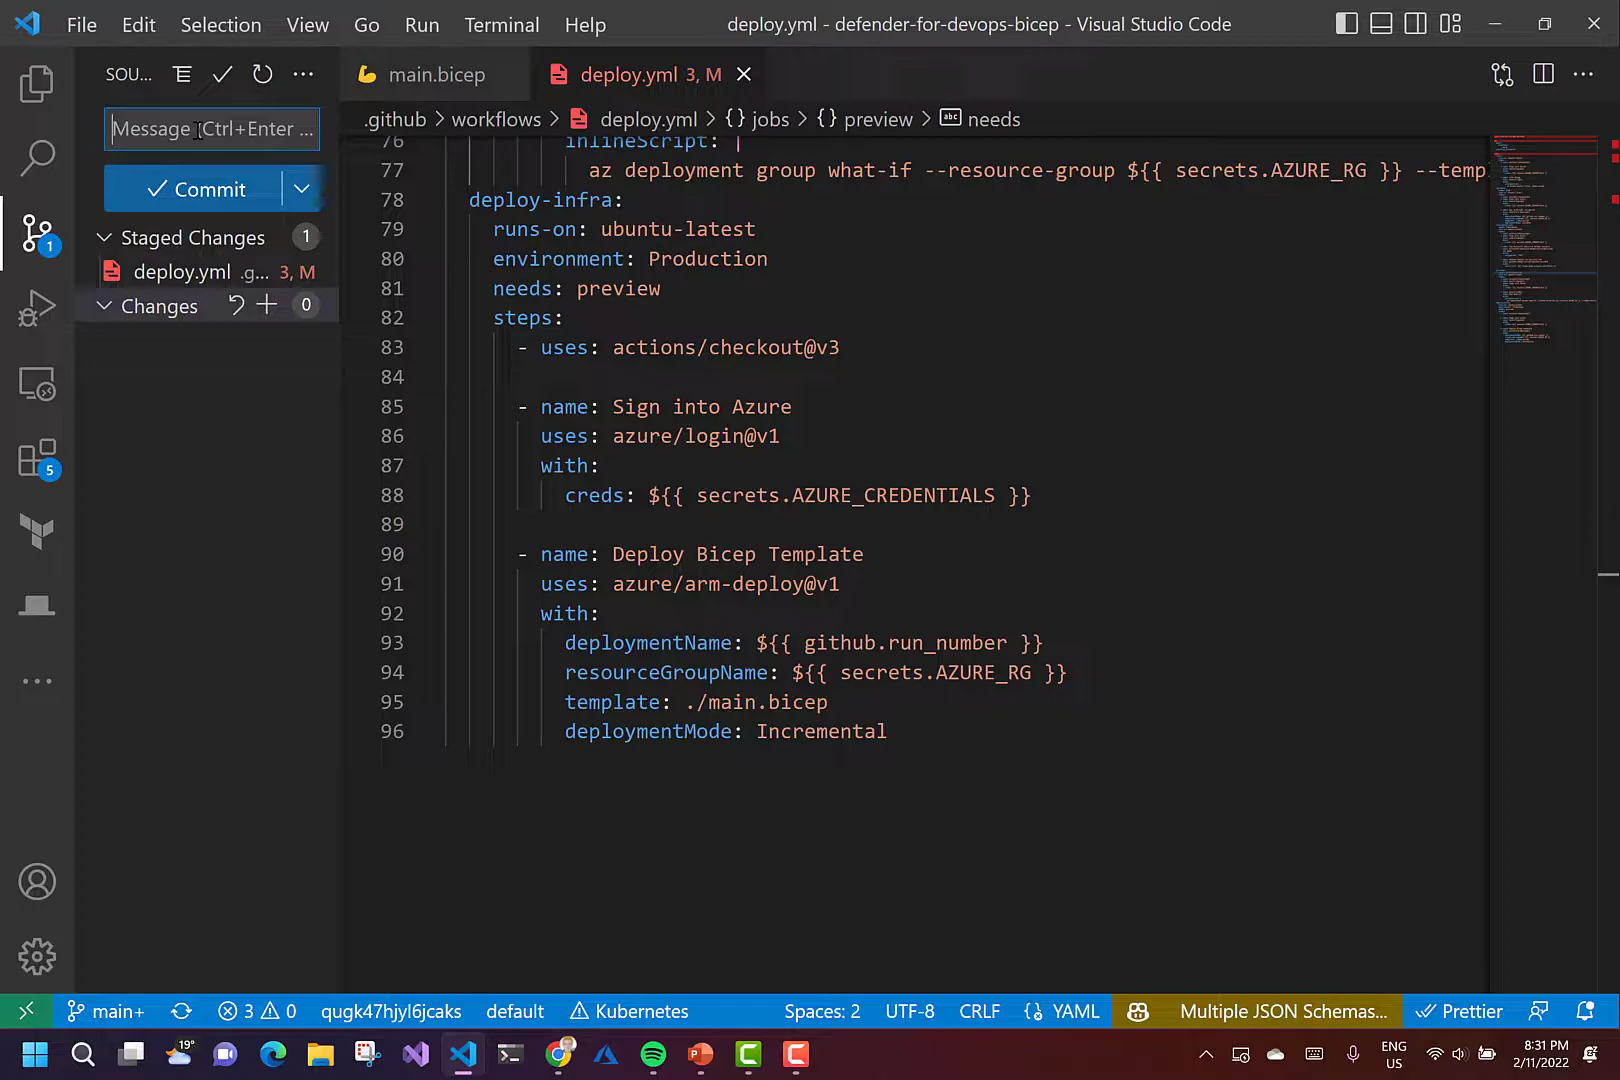 File Edit Selection View Go Run Terminal Help
deploy.yml - defender-for-devops-bicep - Visual Studio Code
SOU...
Message (Ctrl+Enter ...
Commit
Staged Changes 1
deploy.yml .g... 3, M
Changes 0
1
5
main.bicep
deploy.yml 3, M
.github > workflows > deploy.yml > {} jobs > {} preview > abc needs
76 inlineScript: |
77 az deployment group what-if --resource-group ${{ secrets.AZURE_RG }} --temp
78 deploy-infra:
79 runs-on: ubuntu-latest
80 environment: Production
81 needs: preview
82 steps:
83 - uses: actions/checkout@v3
84
85 - name: Sign into Azure
86 uses: azure/login@v1
87 with:
88 creds: ${{ secrets.AZURE_CREDENTIALS }}
89
90 - name: Deploy Bicep Template
91 uses: azure/arm-deploy@v1
92 with:
93 deploymentName: ${{ github.run_number }}
94 resourceGroupName: ${{ secrets.AZURE_RG }}
95 template: ./main.bicep
96 deploymentMode: Incremental
main+ 3 0 qugk47hjyl6jcaks default Kubernetes Spaces: 2 UTF-8 CRLF {} YAML Multiple JSON Schemas... Prettier
19°
ENG
US
8:31 PM
2/11/2022